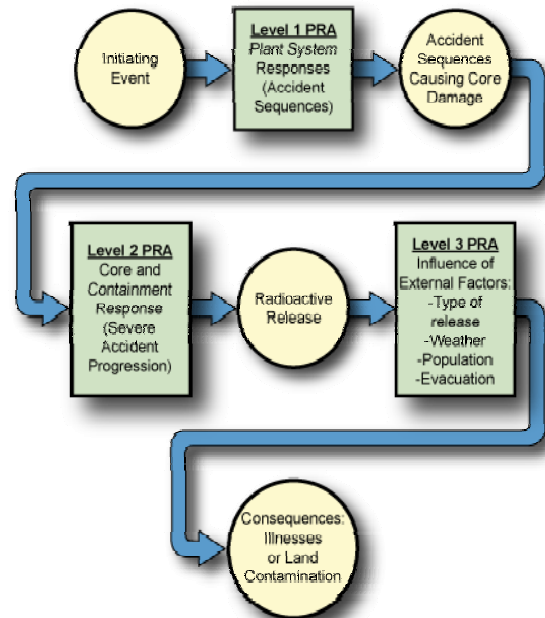 Initiating
Event
Level 1 PRA
Plant System
Responses
(Accident
Sequences)
Accident
Sequences
Causing Core
Damage
Level 2 PRA
Core and
Containment
Response
(Severe
Accident
Progression)
Radioactive
Release
Level 3 PRA
Influence of
External Factors:
-Type of
release
-Weather
-Population
-Evacuation
Consequences:
Illnesses
or Land
Contamination